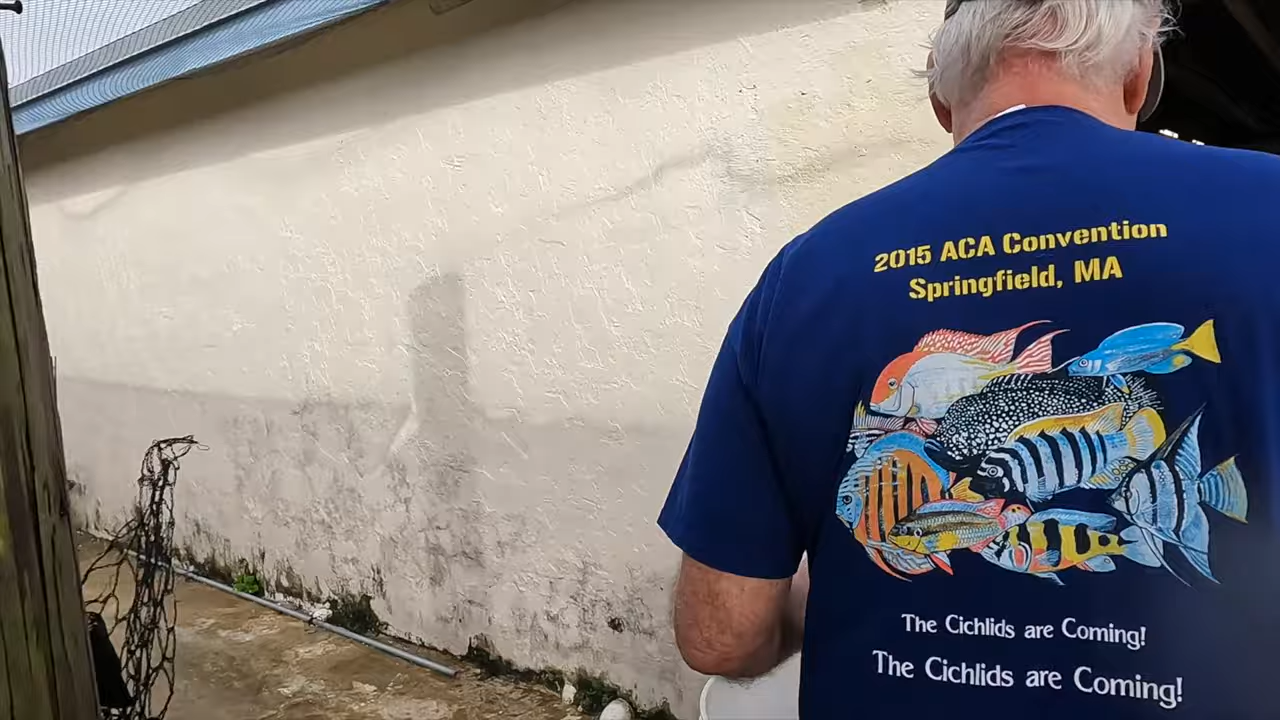 2015 ACA Convention
Springfield, MA
The Cichlids are Coming!
The Cichlids are Coming!